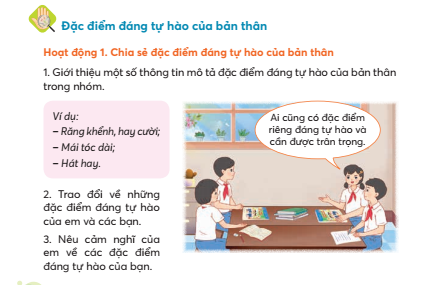 Đặc điểm đáng tự hào của bản thân
Hoạt động 1. Chia sẻ đặc điểm đáng tự hào của bản thân
1. Giới thiệu một số thông tin mô tả đặc điểm đáng tự hào của bản thân
trong nhóm.
Ví dụ:
– Răng khểnh, hay cười;
– Mái tóc dài;
– Hát hay.
Ai cũng có đặc điểm
riêng đáng tự hào và
cần được trân trọng.
2. Trao đổi về những
đặc điểm đáng tự hào
của em và các bạn.
3. Nêu cảm nghĩ của
em về các đặc điểm
đáng tự hào của bạn.